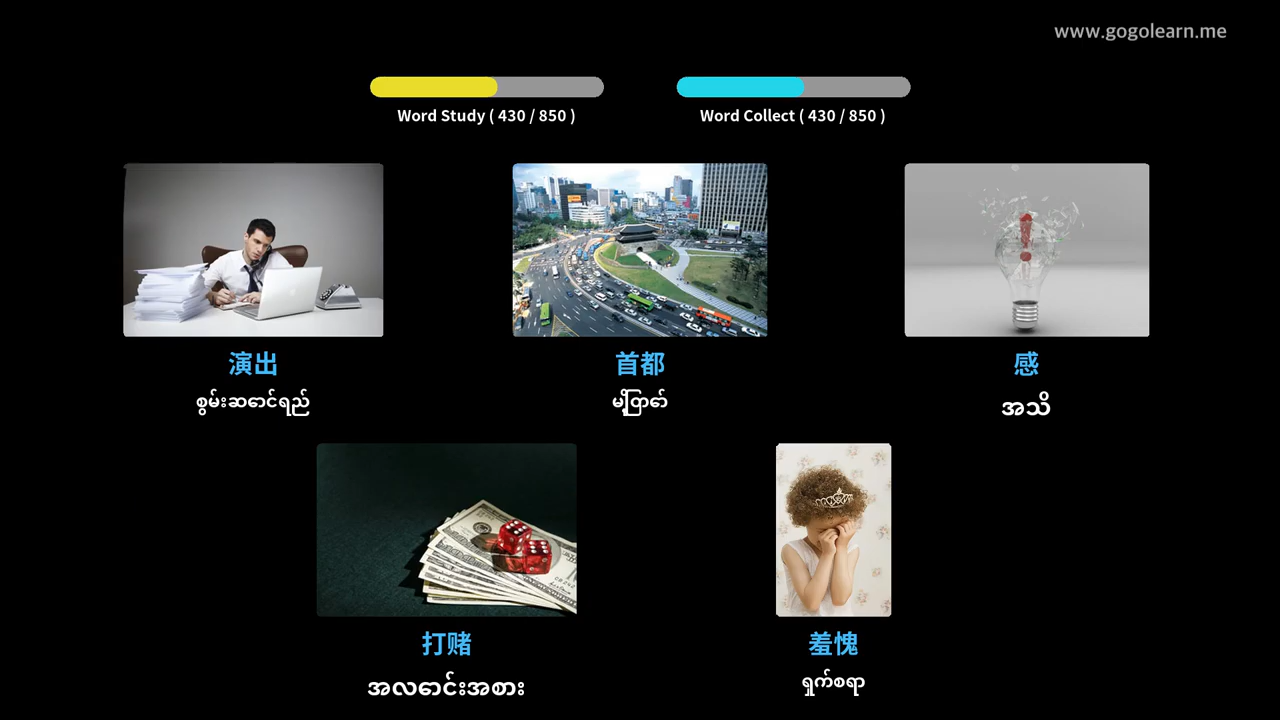 www.gogolearn.me
Word Study ( 430 / 850 )
Word Collect ( 430 / 850 )
演出
စွမ်းဆောင်ရည်
首都
မြို့တော်
感
အသိ
打赌
အလောင်းအစား
羞愧
ရှက်စရာ